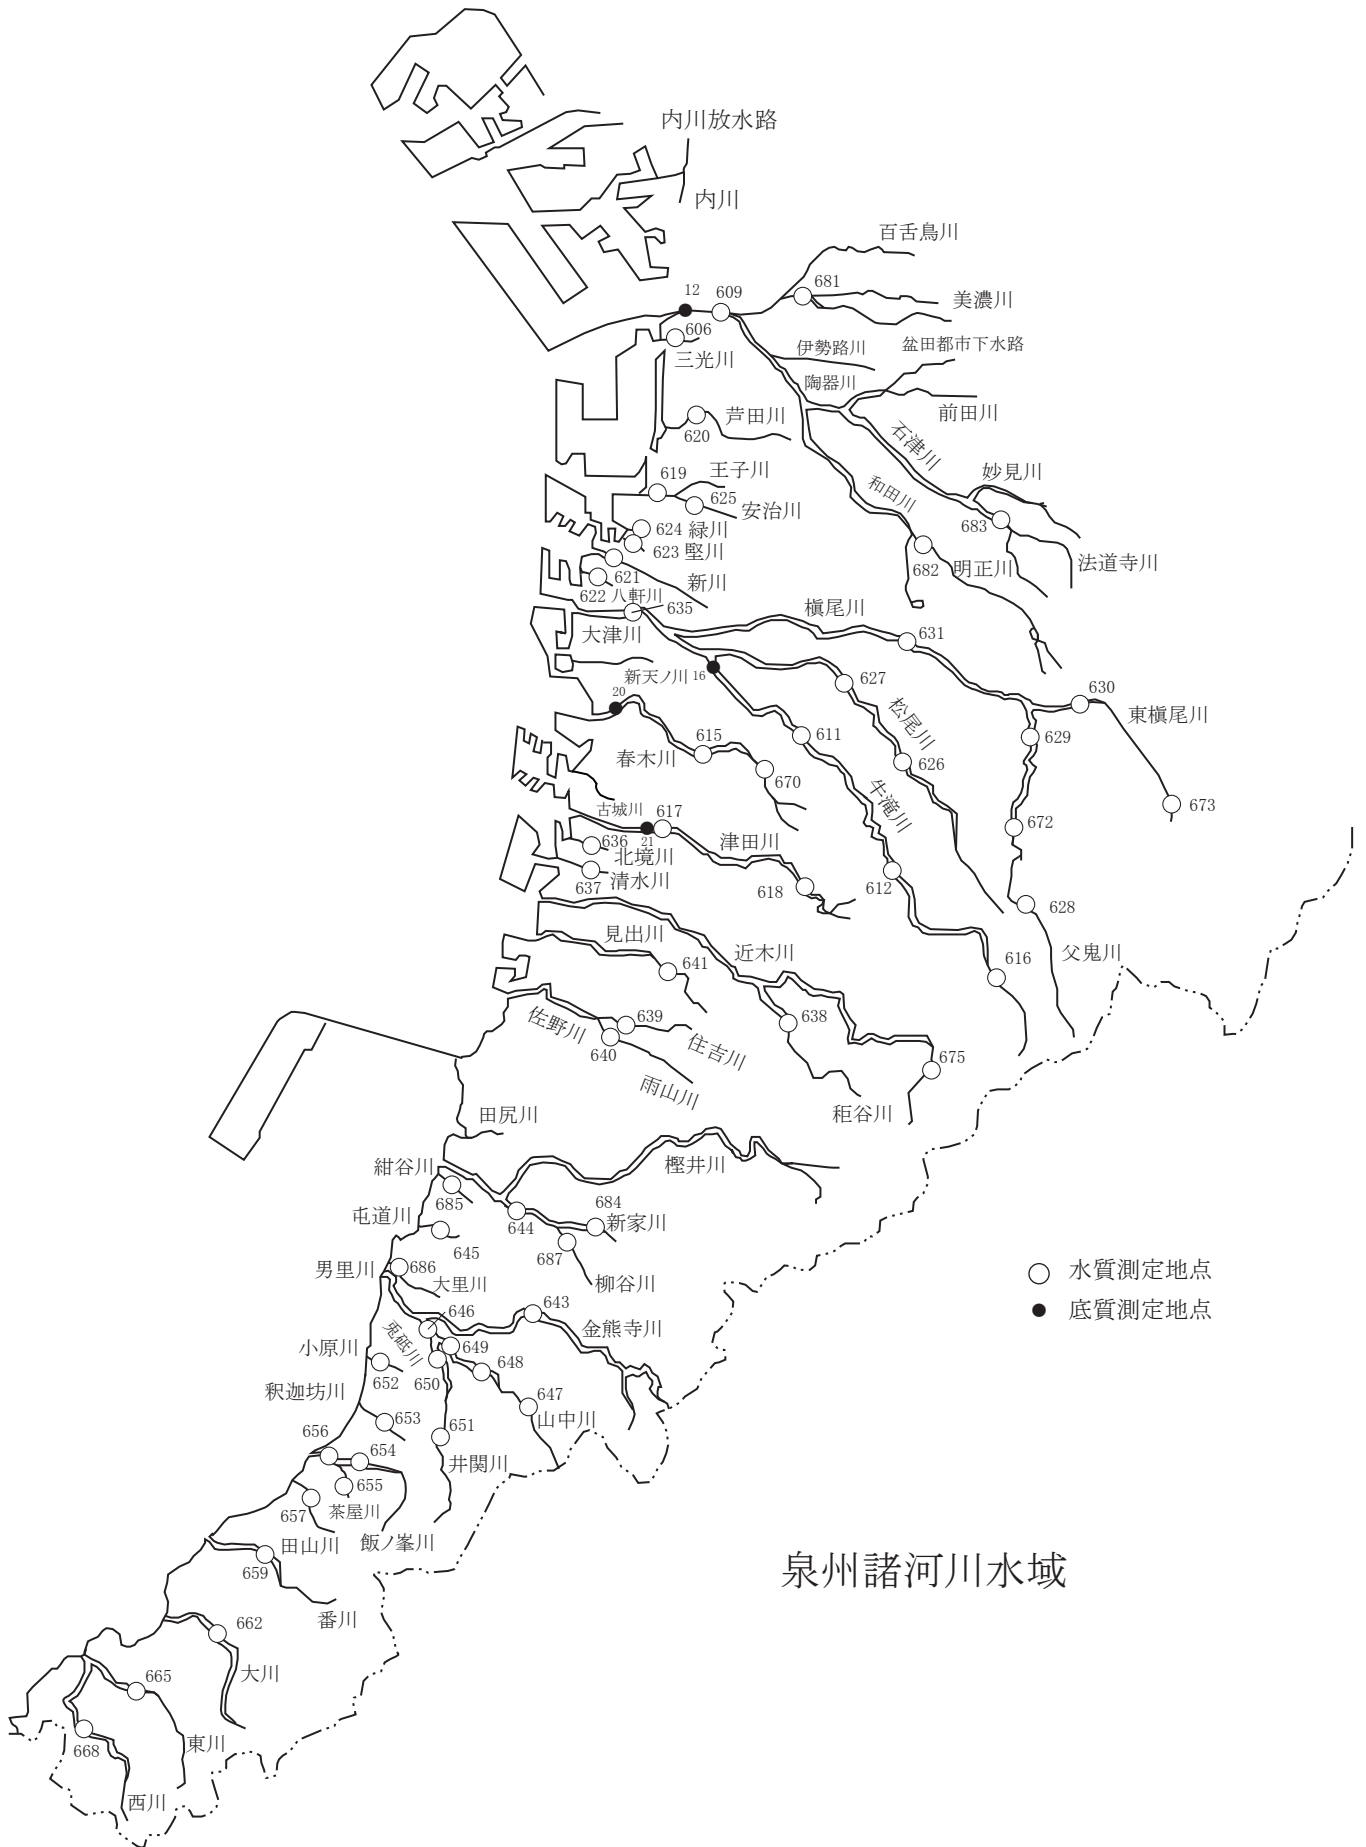 内川放水路
内川
百舌鳥川
681
美濃川
12
609
606
三光川
伊勢路川
盆田都市下水路
陶器川
前田川
芦田川
620
石津川
王子川
619
妙見川
625
安治川
和田川
624
緑川
683
623
堅川
682
明正川
法道寺川
621
新川
622
八軒川
635
槇尾川
大津川
631
新天ノ川
16
627
630
20
松尾川
東槇尾川
615
611
629
春木川
626
670
牛滝川
673
古城川
617
672
636
21
津田川
北境川
637
清水川
618
612
628
見出川
近木川
641
616
父鬼川
佐野川
639
638
640
住吉川
675
雨山川
秬谷川
田尻川
紺谷川
樫井川
685
684
屯道川
644
新家川
645
687
男里川
686
大里川
柳谷川
水質測定地点
底質測定地点
646
643
兎砥川
金熊寺川
小原川
649
648
652
650
釈迦坊川
647
653
651
山中川
656
654
井関川
655
657
茶屋川
田山川
飯ノ峯川
泉州諸河川水域
659
番川
662
大川
665
668
東川
西川